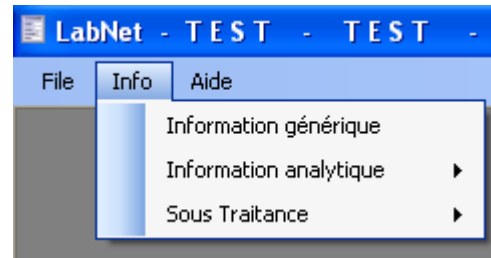 LabNet - T E S T - T E S T -
File Info Aide
Information générique
Information analytique
Sous Traitance